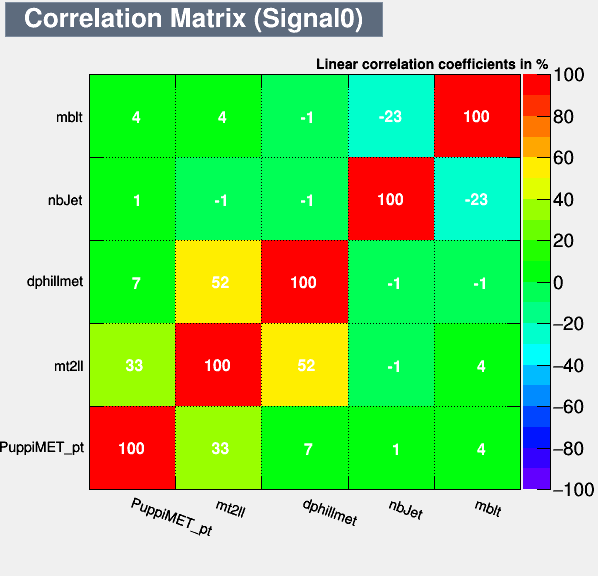 Correlation Matrix (Signal0)
Linear correlation coefficients in %
mblt 4 4 -1 -23 100
nbJet 1 -1 -1 100 -23
dphillmet 7 52 100 -1 -1
mt2ll 33 100 52 -1 4
PuppiMET_pt 100 33 7 1 4
PuppiMET_pt mt2ll dphillmet nbJet mblt
100
80
60
40
20
0
−20
−40
−60
−80
−100